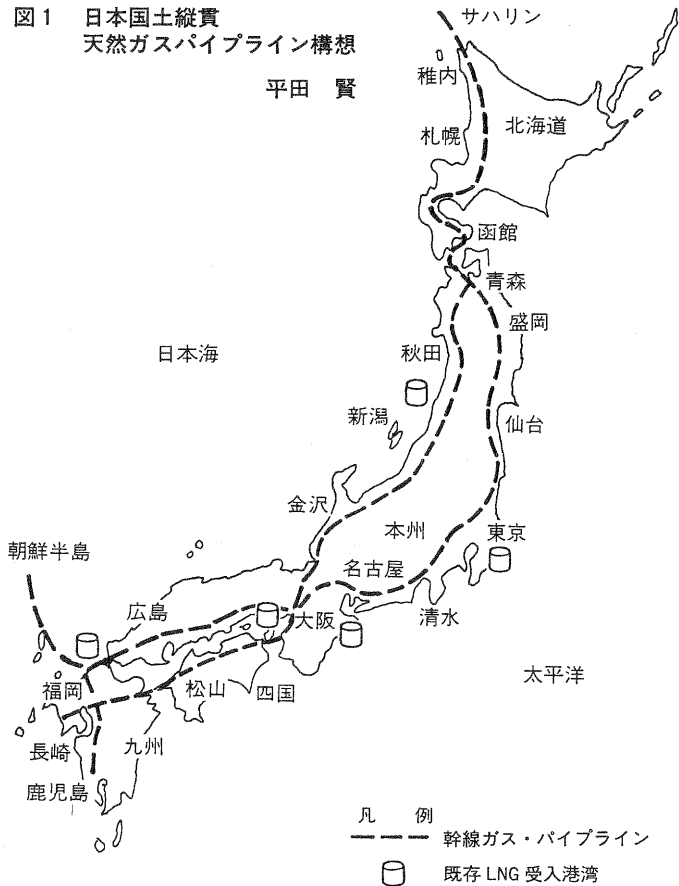 図1 日本国土縦貫
天然ガスパイプライン構想
平田 賢
サハリン
稚内
札幌
北海道
函館
青森
盛岡
秋田
日本海
新潟
仙台
金沢
本州
東京
朝鮮半島
名古屋
広島
大阪
清水
太平洋
福岡
松山
四国
長崎
九州
鹿児島
凡 例
幹線ガス・パイプライン
既存LNG受入港湾